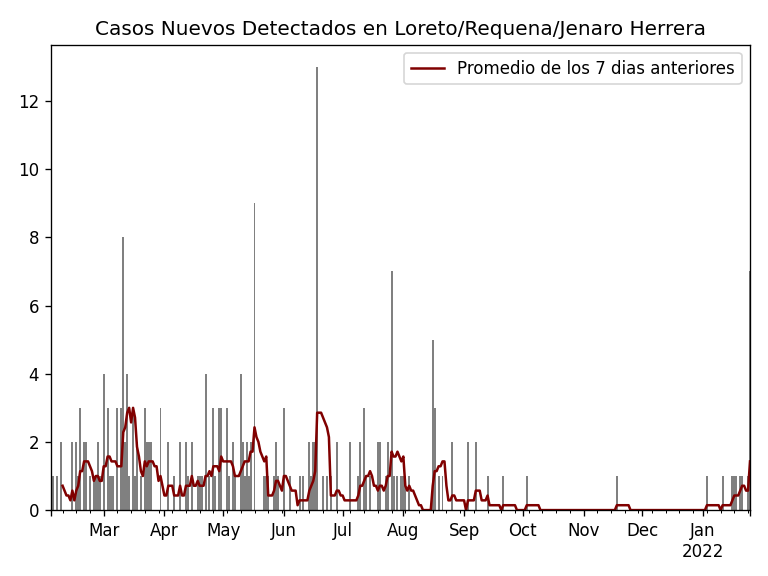 Casos Nuevos Detectados en Loreto/Requena/Jenaro Herrera
Promedio de los 7 dias anteriores
12
10
8
6
4
2
0
Mar Apr May Jun Jul Aug Sep Oct Nov Dec Jan
2022